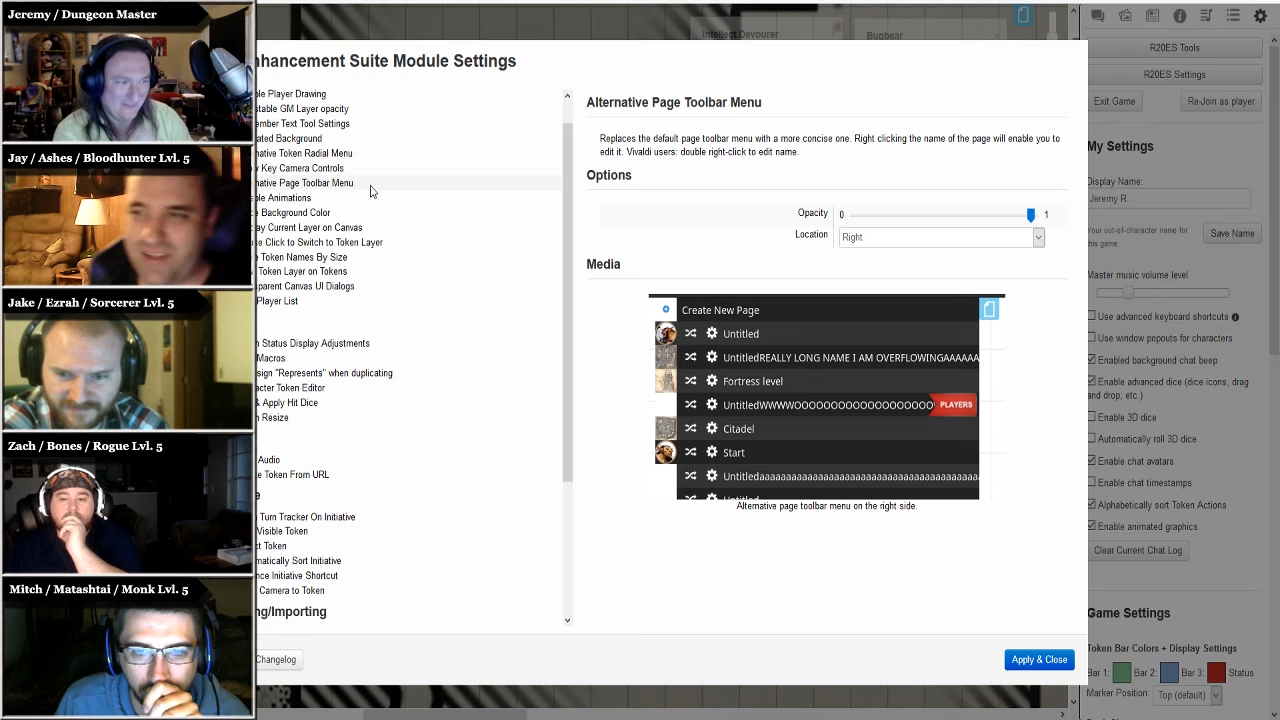 Jeremy / Dungeon Master
Jay / Ashes / Bloodhunter Lvl. 5
Jake / Ezrah / Sorcerer Lvl. 5
Zach / Bones / Rogue Lvl. 5
Mitch / Matashtai / Monk Lvl. 5
Intellect Devourer
Bugbear
nhancement Suite Module Settings
ble Player Drawing
stable GM Layer opacity
ember Text Tool Settings
ated Background
native Token Radial Menu
w Key Camera Controls
native Page Toolbar Menu
le Animations
e Background Color
ay Current Layer on Canvas
se Click to Switch to Token Layer
e Token Names By Size
y Token Layer on Tokens
sparent Canvas UI Dialogs
Player List
n Status Display Adjustments
Macros
sign "Represents" when duplicating
acter Token Editor
& Apply Hit Dice
n Resize
Audio
e Token From URL
e
Turn Tracker On Initiative
Visible Token
ct Token
matically Sort Initiative
nce Initiative Shortcut
Camera to Token
ng/Importing
Changelog
Alternative Page Toolbar Menu
Replaces the default page toolbar menu with a more concise one. Right clicking the name of the page will enable you to
edit it. Vivaldi users: double right-click to edit name.
Options
Opacity 0 1
Location Right
Media
Create New Page
Untitled
UntitledREALLY LONG NAME I AM OVERFLOWINGAAAAAA
Fortress level
UntitledWWWWOOOOOOOOOOOOOOOOOOO PLAYERS
Citadel
Start
Untitledaaaaaaaaaaaaaaaaaaaaaaaaaaaaaaaaaaaaa
Untitled
Alternative page toolbar menu on the right side.
Apply & Close
R20ES Tools
R20ES Settings
Exit Game Re-Join as player
My Settings
Display Name:
Jeremy R.
Your out-of-character name for
this game.
Save Name
Master music volume level
Use advanced keyboard shortcuts
Use window popouts for characters
Enabled background chat beep
Enable advanced dice (dice icons, drag
and drop, etc.)
Enable 3D dice
Automatically roll 3D dice
Enable chat avatars
Enable chat timestamps
Alphabetically sort Token Actions
Enable animated graphics
Clear Current Chat Log
Game Settings
Token Bar Colors + Display Settings
Bar 1: Bar 2: Bar 3: Status
Marker Position: Top (default)